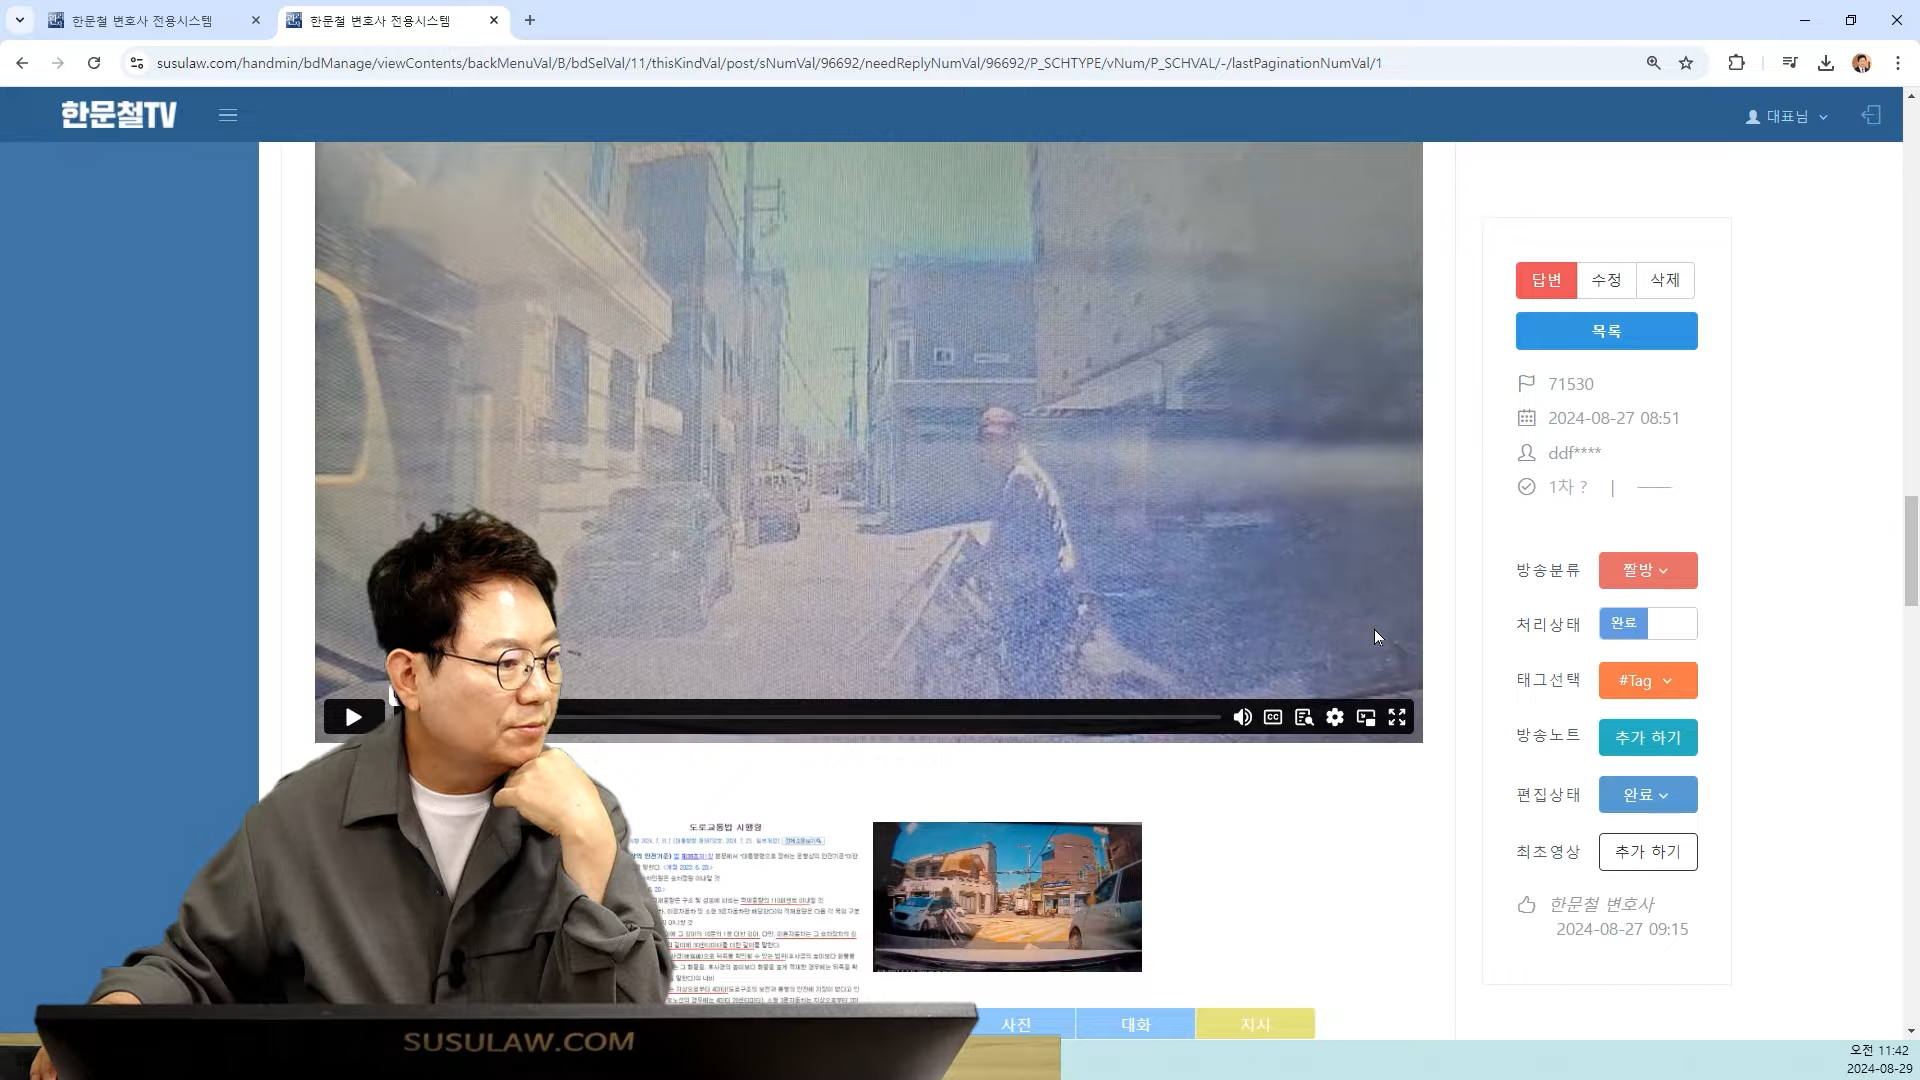 한문철 변호사 전용시스템
한문철 변호사 전용시스템
susulaw.com/handmin/bdManage/viewContents/backMenuVal/B/bdSelVal/11/thisKindVal/post/sNumVal/96692/needReplyNumVal/96692/P_SCHTYPE/vNum/P_SCHVAL/-/lastPaginationNumVal/1
한문철TV
대표님
답변 수정 삭제
목록
71530
2024-08-27 08:51
ddf****
1차 ? |
방송분류 짤방
처리상태 완료
태그선택 #Tag
방송노트 추가 하기
편집상태 완료
최초영상 추가 하기
한문철 변호사
2024-08-27 09:15
CC
도로교통법 시행령
사진 대화 지시
SUSULAW.COM
오전 11:42
2024-08-29